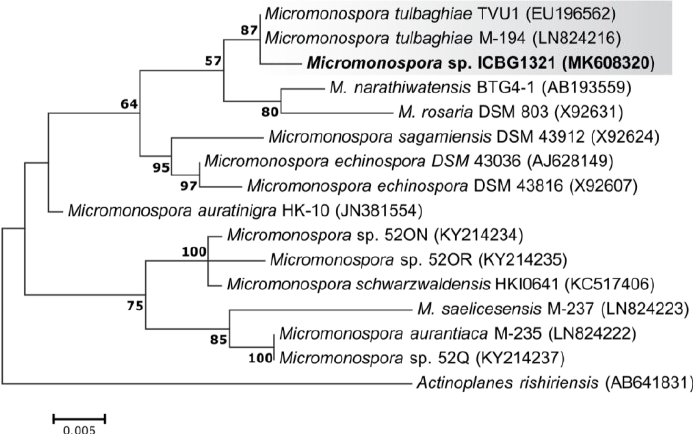 Micromonospora tulbaghiae TVU1 (EU196562)
87
Micromonospora tulbaghiae M-194 (LN824216)
57
Micromonospora sp. ICBG1321 (MK608320)
M. narathiwatensis BTG4-1 (AB193559)
64
80
M. rosaria DSM 803 (X92631)
Micromonospora sagamiensis DSM 43912 (X92624)
95
Micromonospora echinospora DSM 43036 (AJ628149)
97
Micromonospora echinospora DSM 43816 (X92607)
Micromonospora auratinigra HK-10 (JN381554)
Micromonospora sp. 52ON (KY214234)
100
Micromonospora sp. 52OR (KY214235)
Micromonospora schwarzwaldensis HKI0641 (KC517406)
75
M. saelicesensis M-237 (LN824223)
85
Micromonospora aurantiaca M-235 (LN824222)
100
Micromonospora sp. 52Q (KY214237)
Actinoplanes rishiriensis (AB641831)
0.005